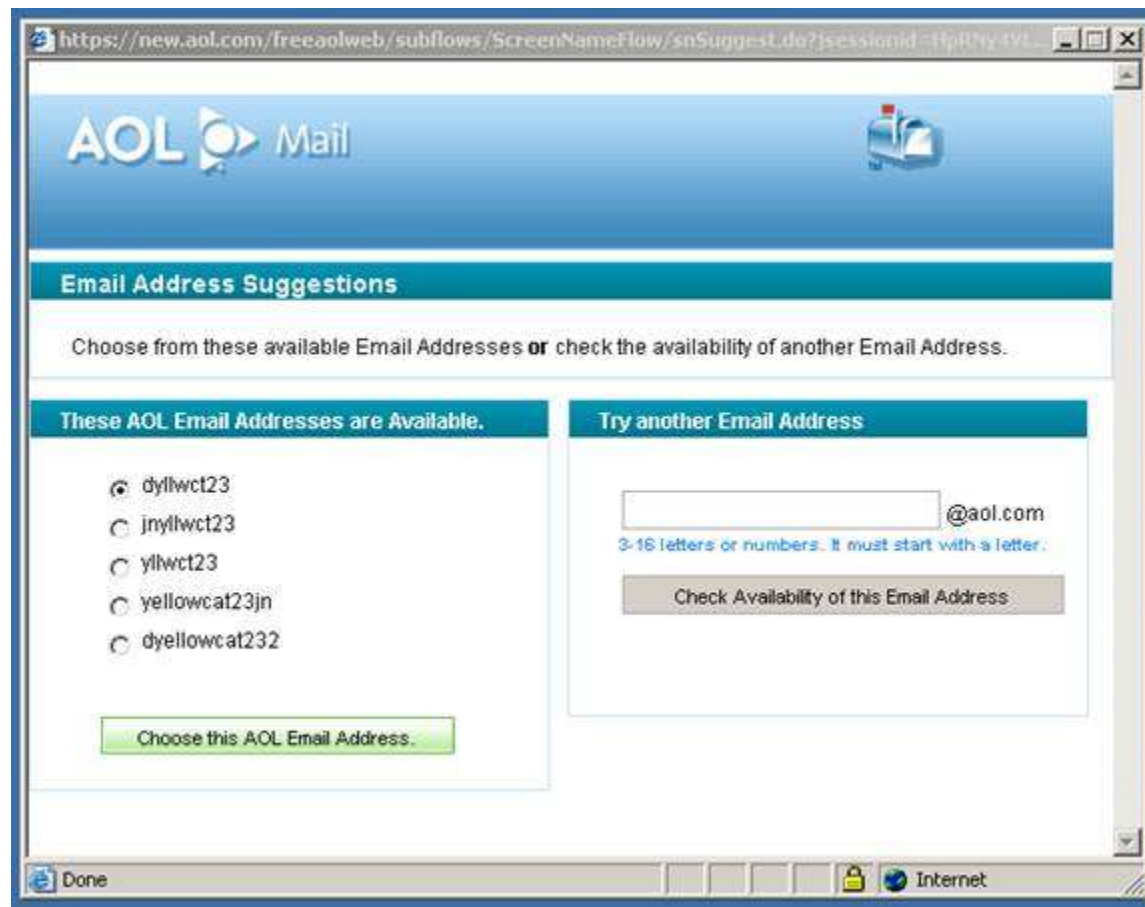 https://new.aol.com/freeaolweb/subflows/ScreenNameFlow/snSuggest.do?jsessionid=
AOL Mail
Email Address Suggestions
Choose from these available Email Addresses or check the availability of another Email Address.
These AOL Email Addresses are Available.
dyllwct23
jnyllwct23
yllwct23
yellowcat23jn
dyellowcat232
Choose this AOL Email Address.
Try another Email Address
@aol.com
3-16 letters or numbers. It must start with a letter.
Check Availability of this Email Address
Done
Internet